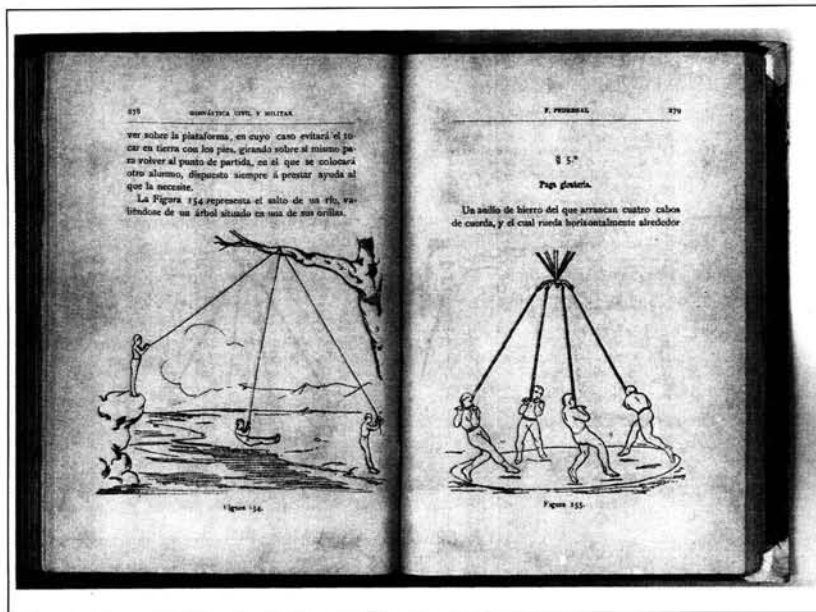 278 GIMNÁSTICA CIVIL Y MILITAR
ver sobre la plataforma, en cuyo caso evitará el to-
car en tierra con los pies, girando sobre sí mismo pa-
ra volver al punto de partida, en el que se colocará
otro alumno, dispuesto siempre á prestar ayuda al
que la necesite.
La Figura 154 representa el salto de un río, va-
liéndose de un árbol situado en una de sus orillas.
Figura 154.
F. PEDREGAL 279
§ 5.º
Paga giratoria.
Un anillo de hierro del que arrancan cuatro cabos
de cuerda, y el cual rueda horizontalmente alrededor
Figura 155.